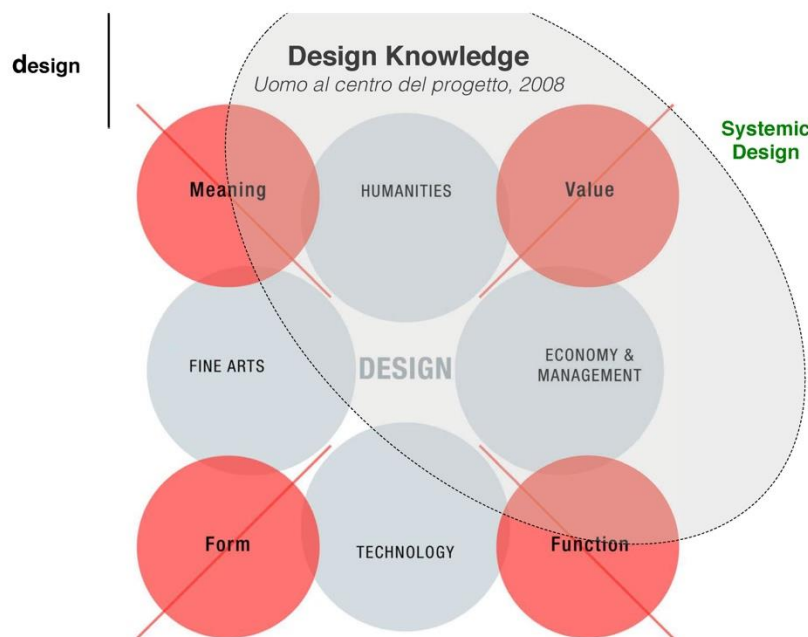 design
Design Knowledge
Uomo al centro del progetto, 2008
Systemic
Design
Meaning
HUMANITIES
Value
FINE ARTS
DESIGN
ECONOMY &
MANAGEMENT
Form
TECHNOLOGY
Function